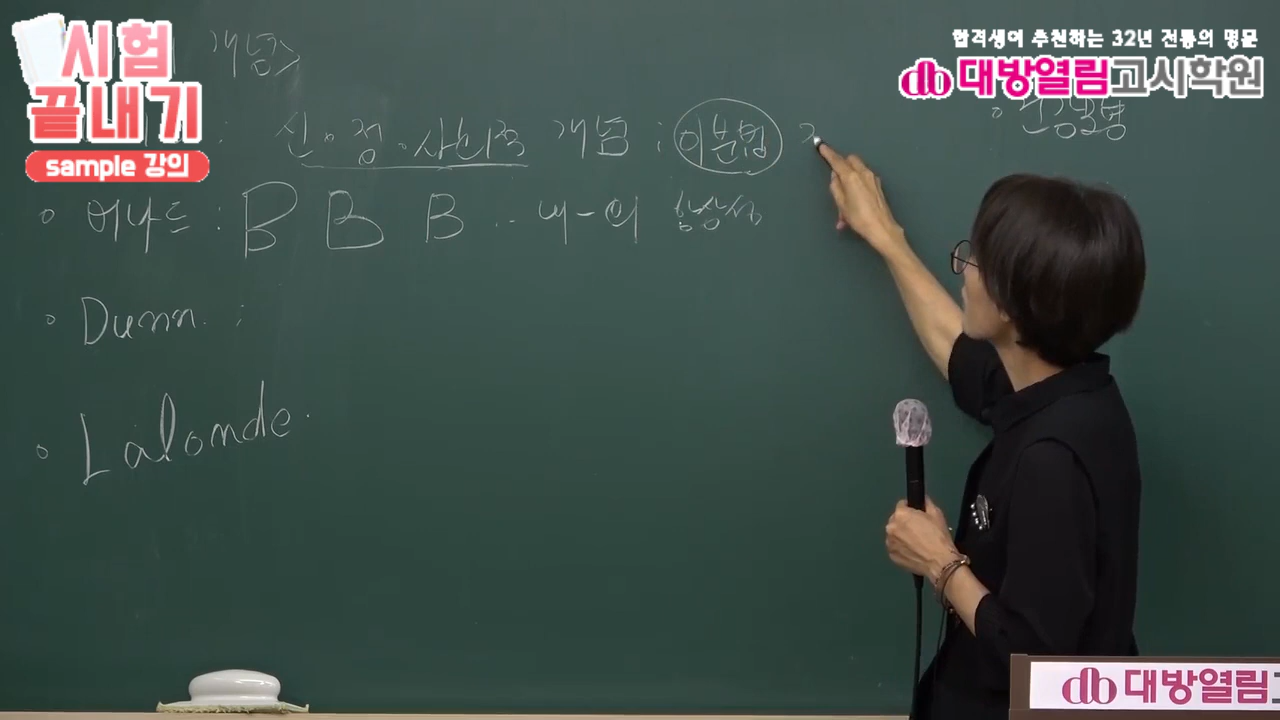 시험
끝내기
sample 강의
합격생이 추천하는 32년 전통의 명문
대방열림고시학원
개념>
: 신·정·사회적 개념 : 이분법
◦ 버나드 : B B B .. 내-외 항상성
◦ Dunn :
◦ Lalonde.
대방열림고